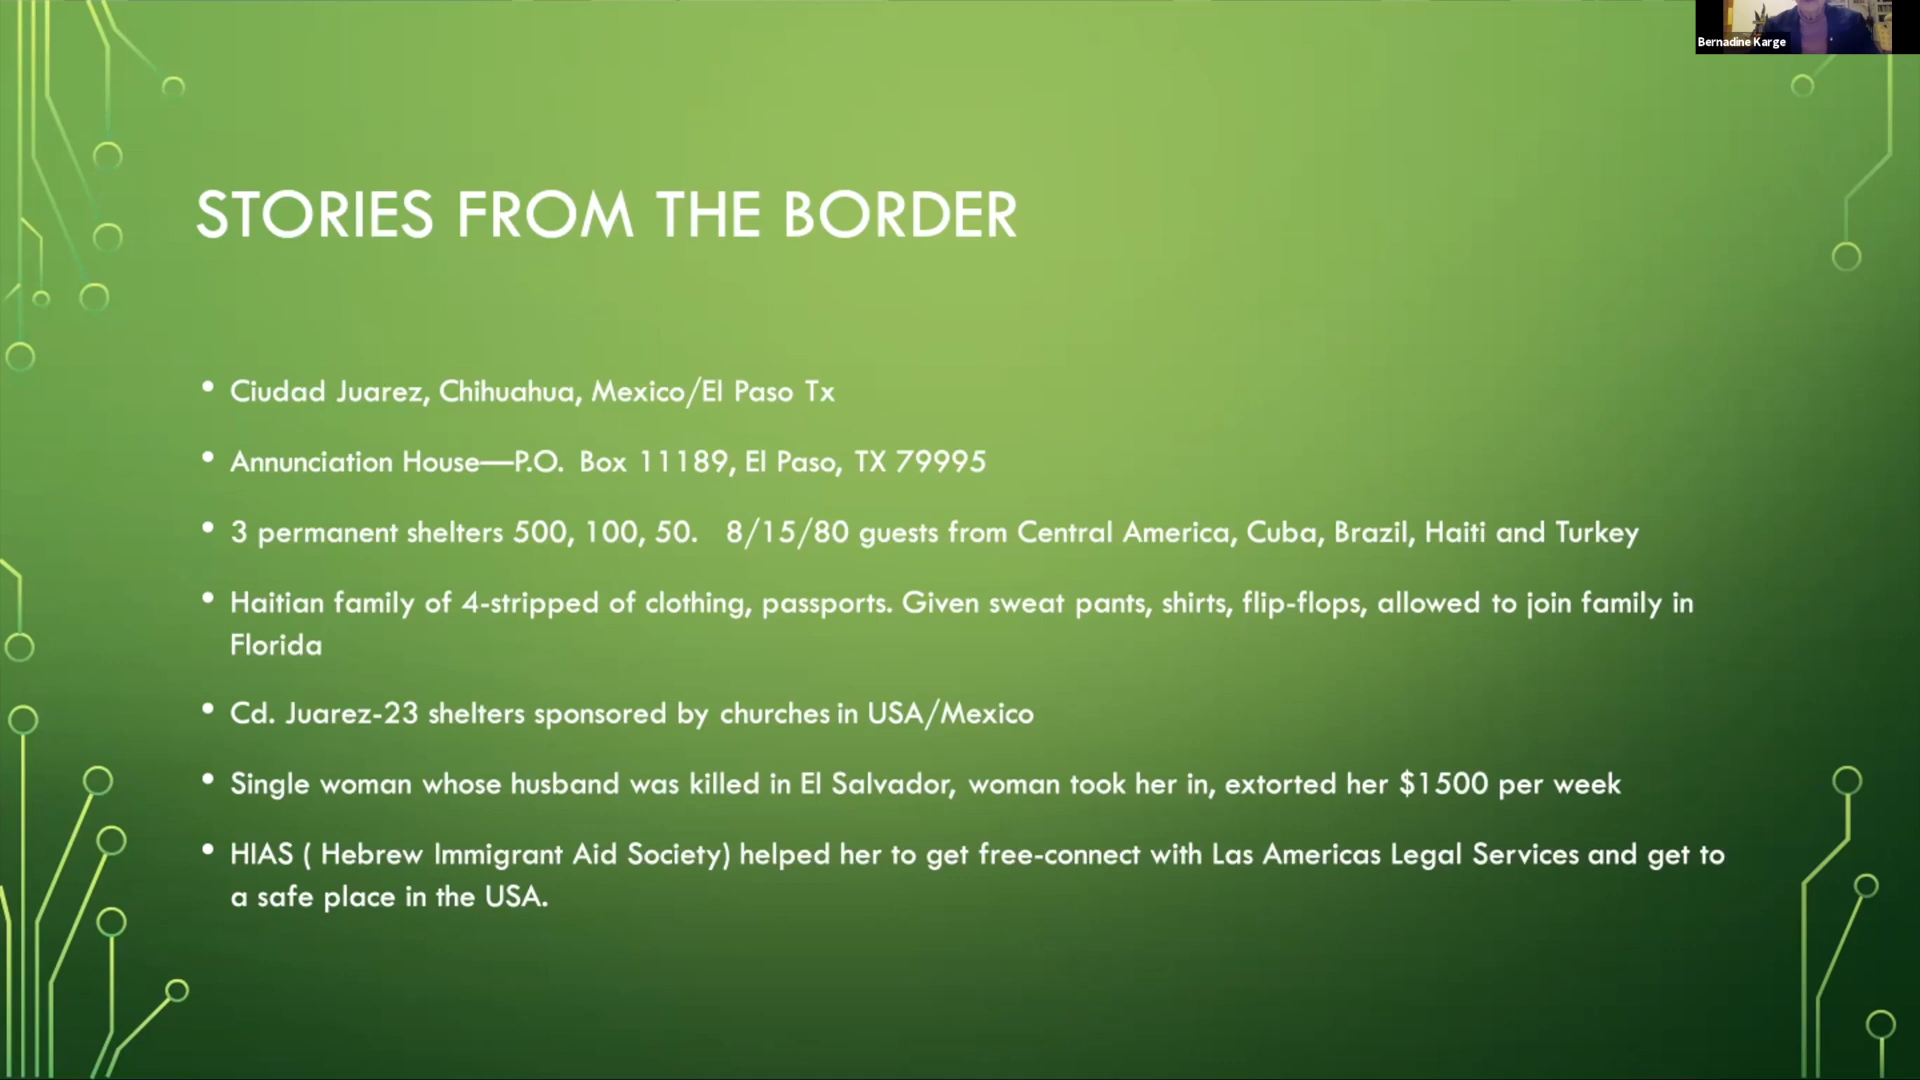 Bernadine Karge
STORIES FROM THE BORDER
• Ciudad Juarez, Chihuahua, Mexico/El Paso Tx
• Annunciation House—P.O. Box 11189, El Paso, TX 79995
• 3 permanent shelters 500, 100, 50. 8/15/80 guests from Central America, Cuba, Brazil, Haiti and Turkey
• Haitian family of 4-stripped of clothing, passports. Given sweat pants, shirts, flip-flops, allowed to join family in
Florida
• Cd. Juarez-23 shelters sponsored by churches in USA/Mexico
• Single woman whose husband was killed in El Salvador, woman took her in, extorted her $1500 per week
• HIAS ( Hebrew Immigrant Aid Society) helped her to get free-connect with Las Americas Legal Services and get to
a safe place in the USA.